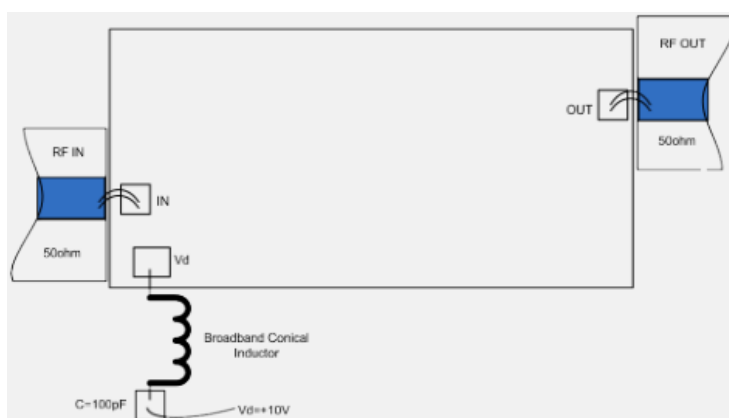 RF OUT
OUT
50ohm
RF IN
IN
50ohm
Vd
Broadband Conical
Inductor
C=100pF
Vd=+10V